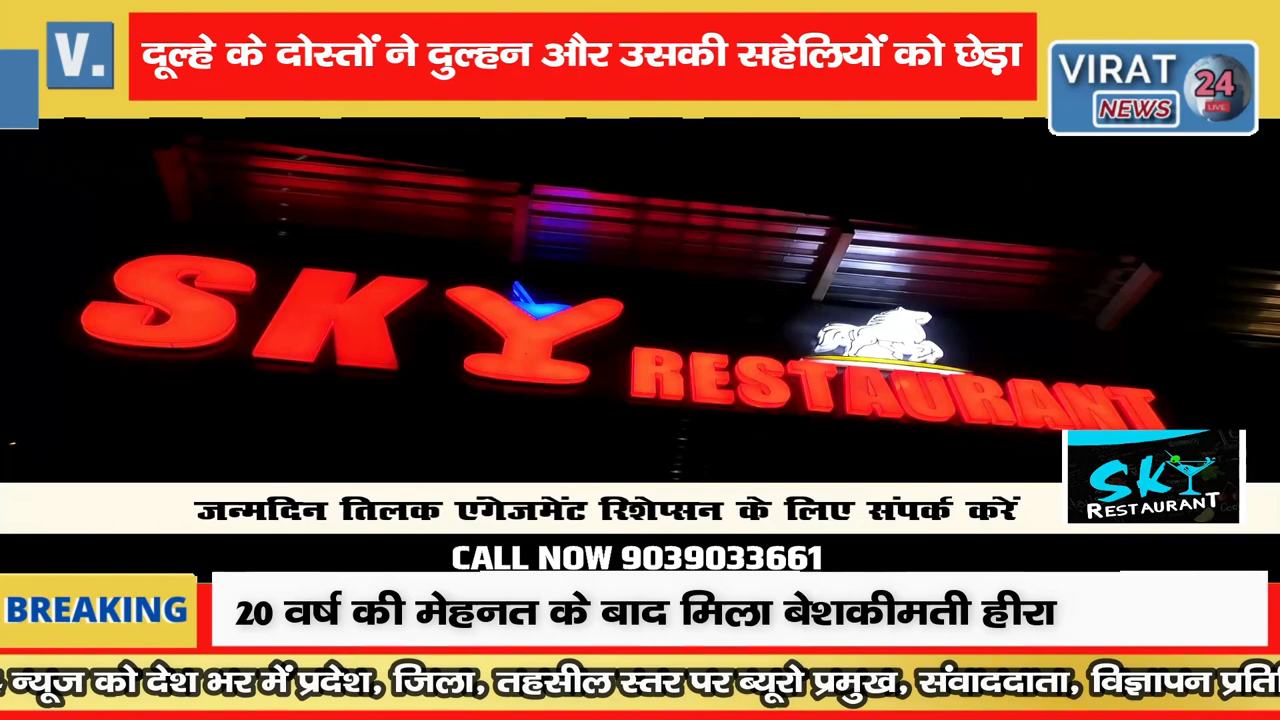 V.
दूल्हे के दोस्तों ने दुल्हन और उसकी सहेलियों को छेड़ा
VIRAT
24
LIVE
NEWS
SKY
RESTAURANT
SKY
RESTAURANT
जन्मदिन तिलक एंगेजमेंट रिशेप्सन के लिए संपर्क करें
CALL NOW 9039033661
BREAKING
20 वर्ष की मेहनत के बाद मिला बेशकीमती हीरा
न्यूज को देश भर में प्रदेश, जिला, तहसील स्तर पर ब्यूरो प्रमुख, संवाददाता, विज्ञापन